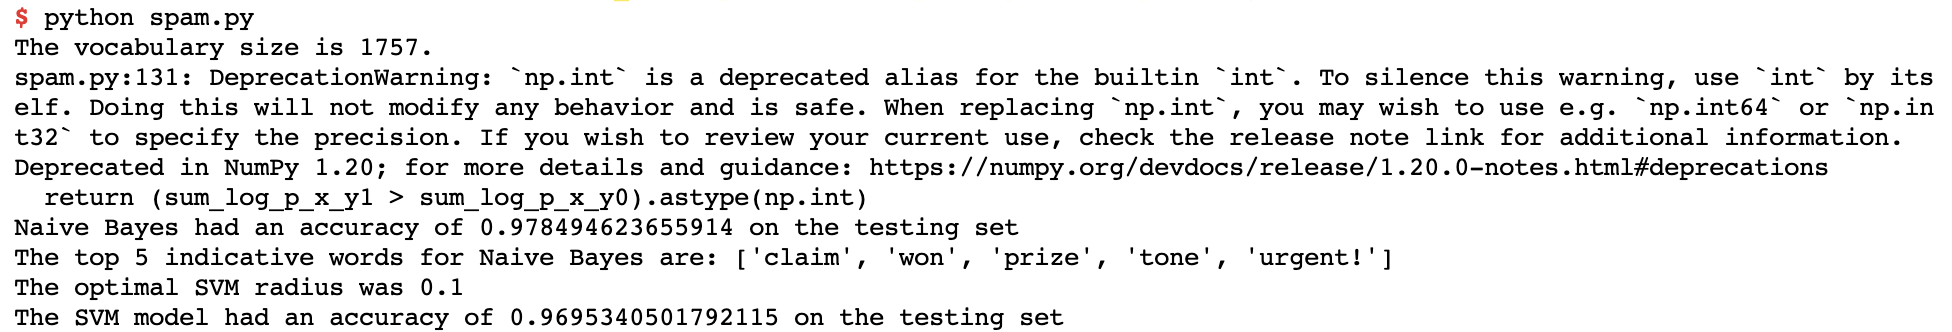 $ python spam.py
The vocabulary size is 1757.
spam.py:131: DeprecationWarning: `np.int` is a deprecated alias for the builtin `int`. To silence this warning, use `int` by its
elf. Doing this will not modify any behavior and is safe. When replacing `np.int`, you may wish to use e.g. `np.int64` or `np.in
t32` to specify the precision. If you wish to review your current use, check the release note link for additional information.
Deprecated in NumPy 1.20; for more details and guidance: https://numpy.org/devdocs/release/1.20.0-notes.html#deprecations
  return (sum_log_p_x_y1 > sum_log_p_x_y0).astype(np.int)
Naive Bayes had an accuracy of 0.978494623655914 on the testing set
The top 5 indicative words for Naive Bayes are: ['claim', 'won', 'prize', 'tone', 'urgent!']
The optimal SVM radius was 0.1
The SVM model had an accuracy of 0.9695340501792115 on the testing set